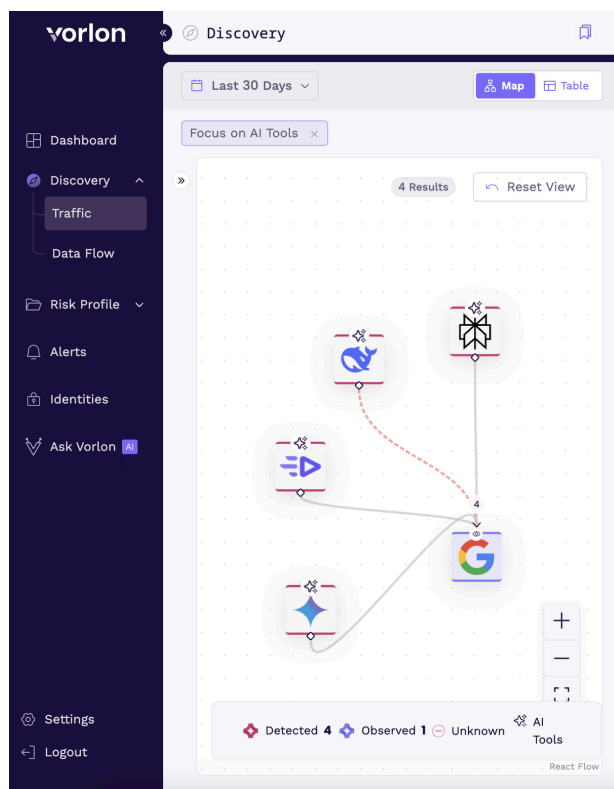 vorlon
Discovery
Last 30 Days
Map
Table
Focus on AI Tools ×
4 Results
Reset View
Dashboard
Discovery
Traffic
Data Flow
Risk Profile
Alerts
Identities
Ask Vorlon AI
4
Detected 4 Observed 1 Unknown AI Tools
React Flow
Settings
Logout